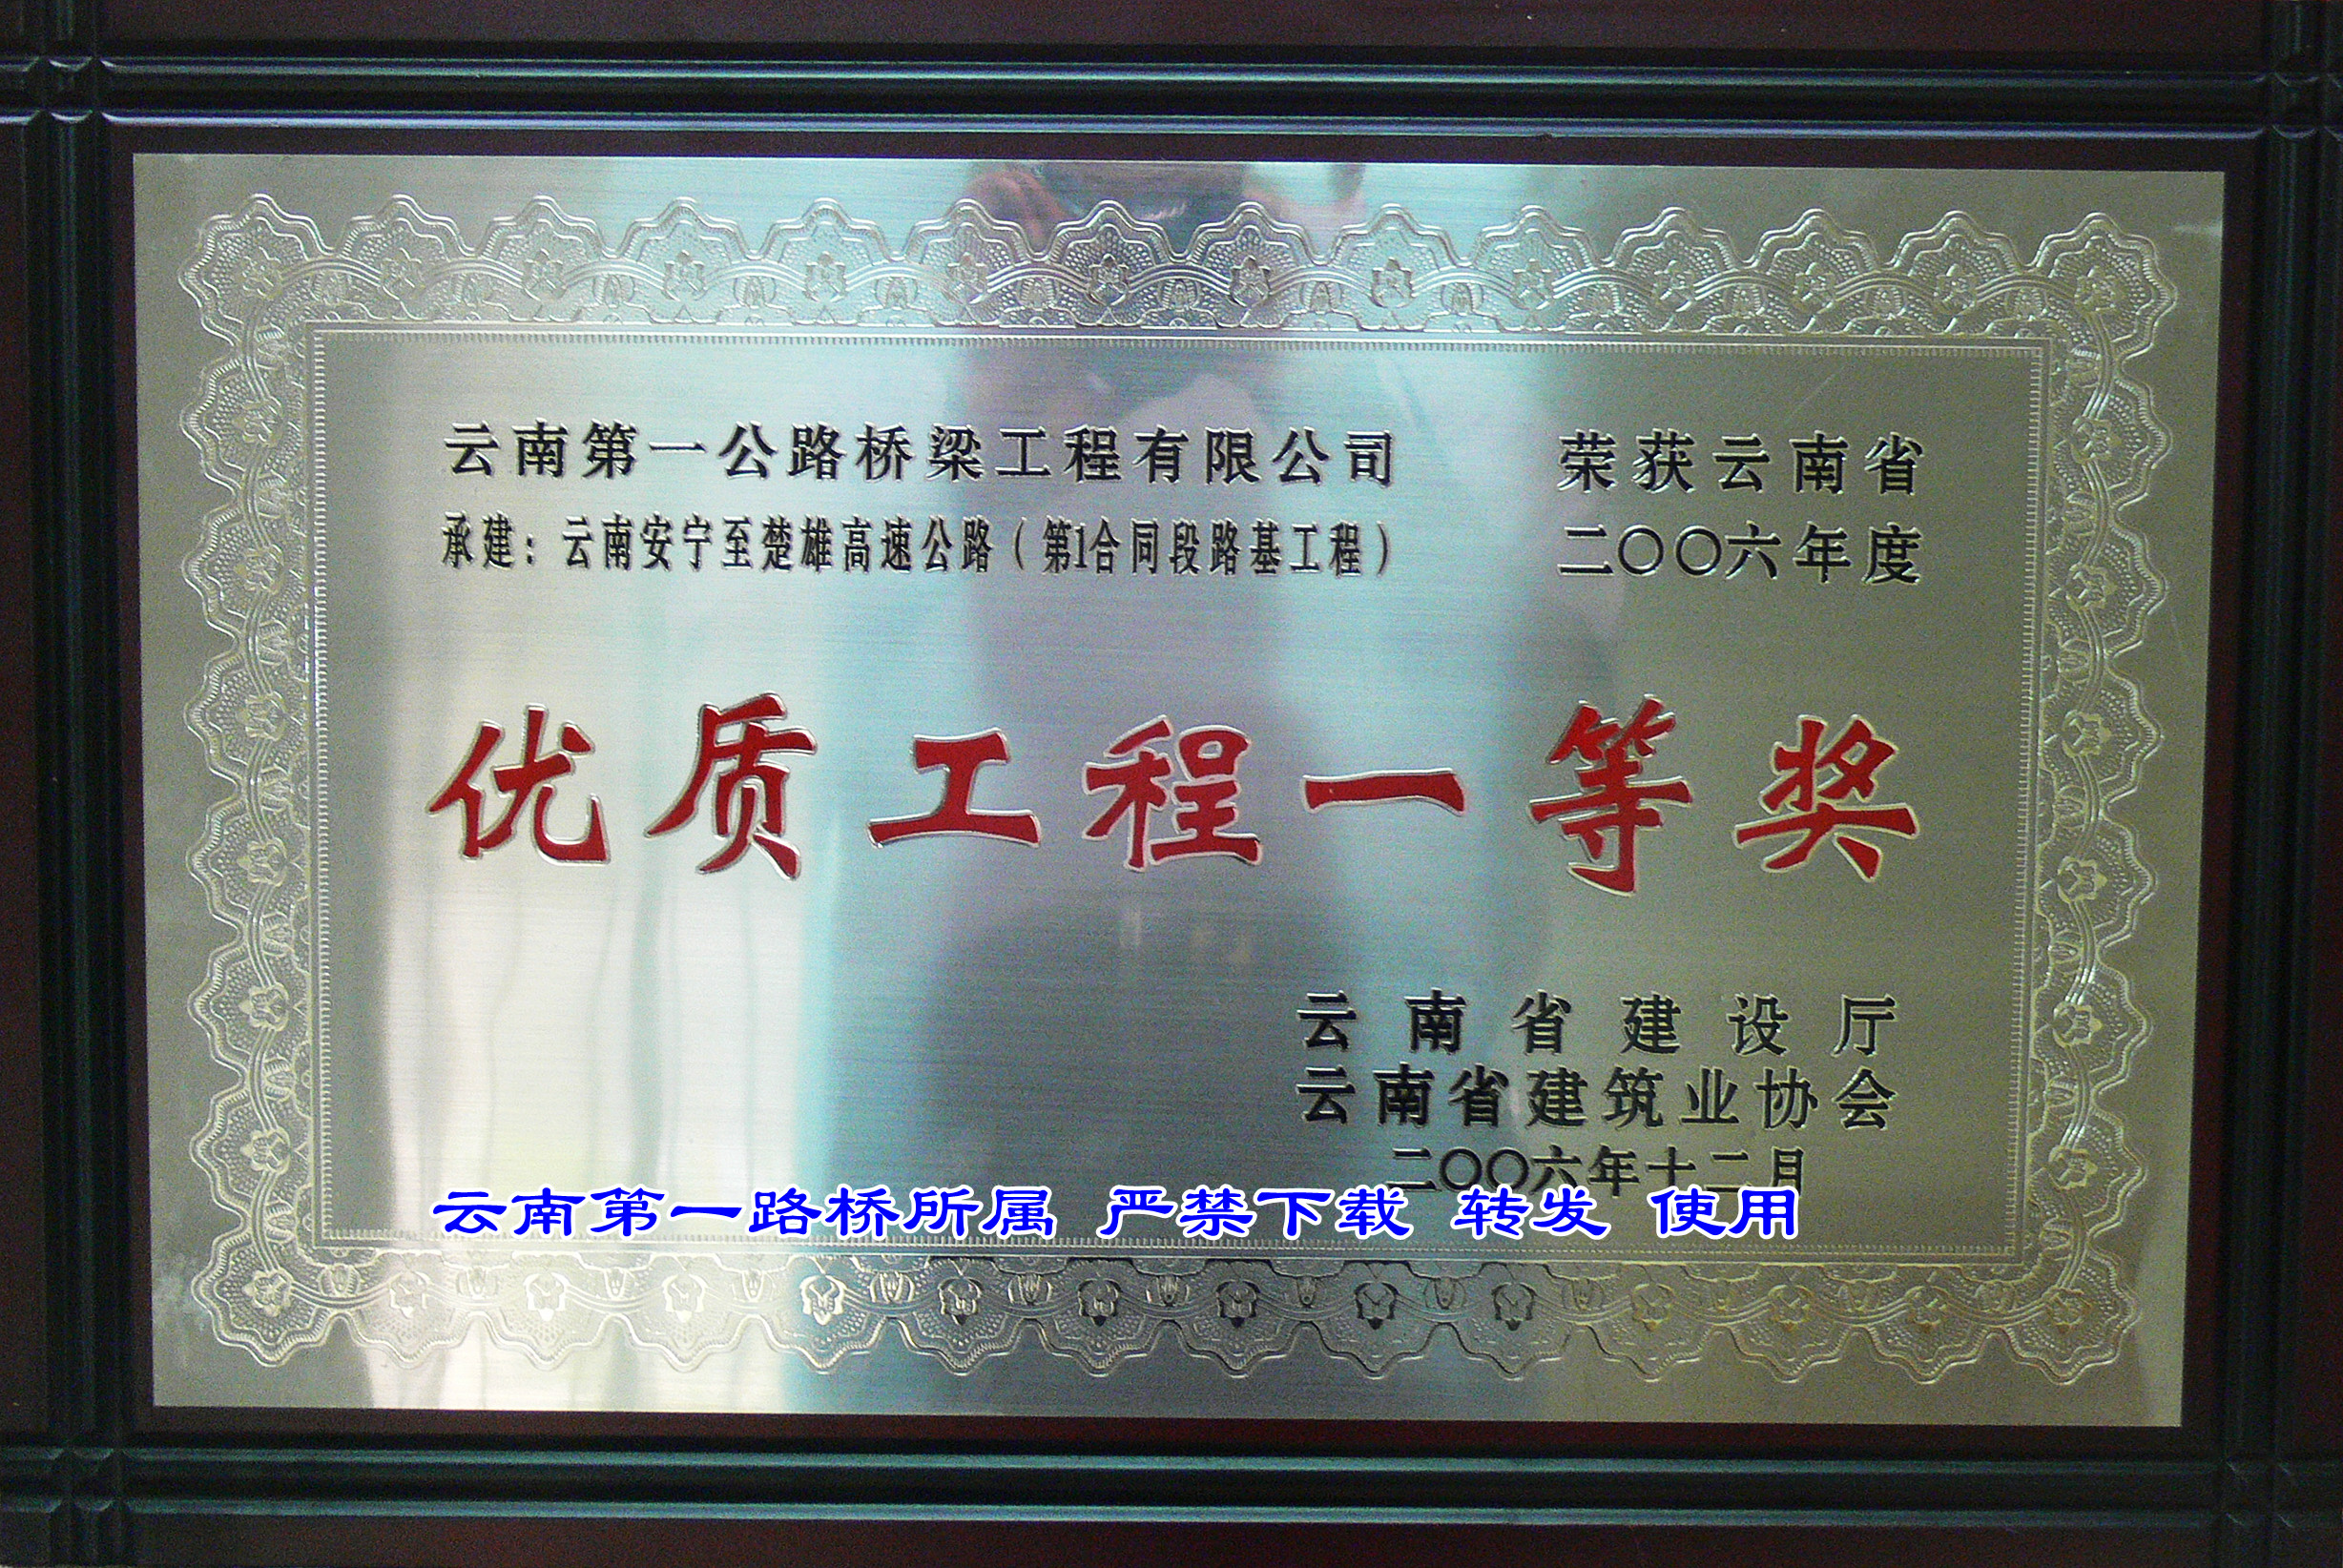 云南第一公路桥梁工程有限公司 荣获云南省
承建：云南安宁至楚雄高速公路（第1合同段路基工程） 二〇〇六年度
优质工程一等奖
云南省建设厅
云南省建筑业协会
二〇〇六年十二月
云南第一路桥所属 严禁下载 转发 使用